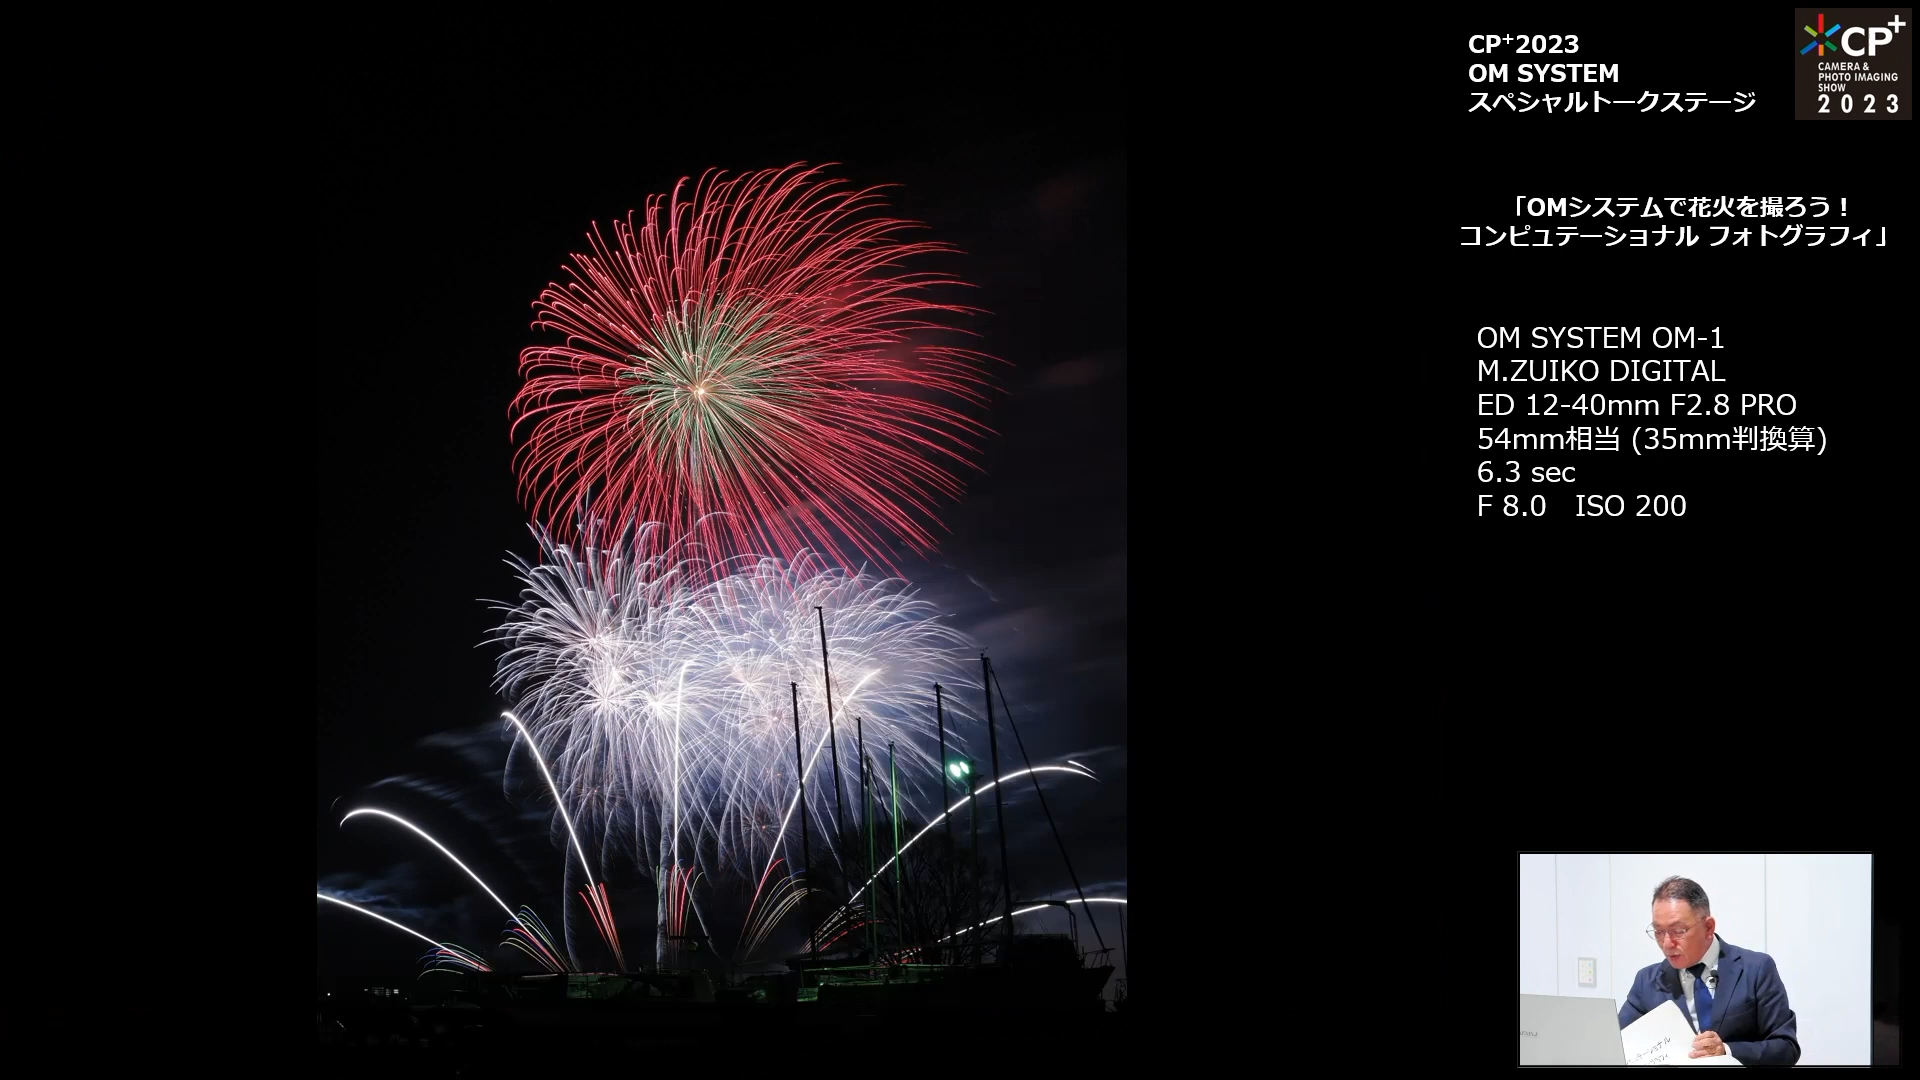 CP+2023
OM SYSTEM
スペシャルトークステージ
CP+
CAMERA &
PHOTO IMAGING
SHOW
2023
「OMシステムで花火を撮ろう！
コンピュテーショナル フォトグラフィ」
OM SYSTEM OM-1
M.ZUIKO DIGITAL
ED 12-40mm F2.8 PRO
54mm相当 (35mm判換算)
6.3 sec
F 8.0 ISO 200